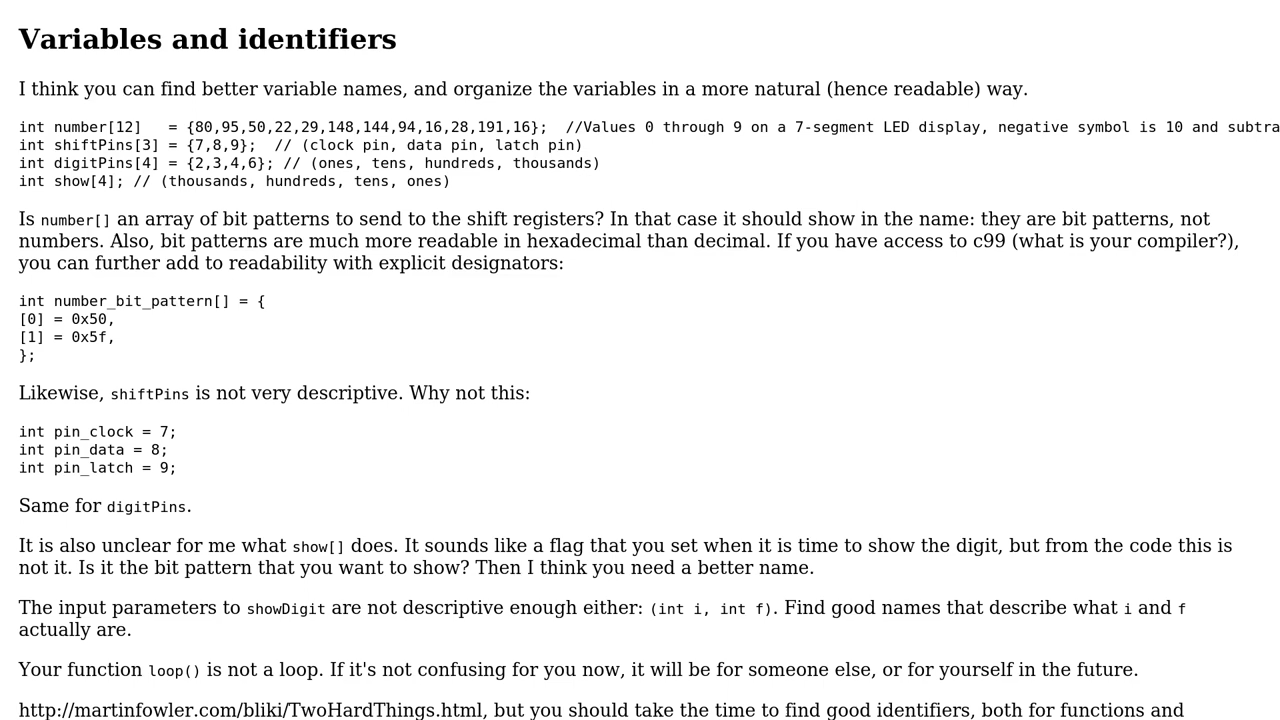 Variables and identifiers
I think you can find better variable names, and organize the variables in a more natural (hence readable) way.
int number[12]   = {80,95,50,22,29,148,144,94,16,28,191,16};  //Values 0 through 9 on a 7-segment LED display, negative symbol is 10 and
int shiftPins[3] = {7,8,9};  // (clock pin, data pin, latch pin)
int digitPins[4] = {2,3,4,6}; // (ones, tens, hundreds, thousands)
int show[4]; // (thousands, hundreds, tens, ones)
Is number[] an array of bit patterns to send to the shift registers? In that case it should show in the name: they are bit patterns, not
numbers. Also, bit patterns are much more readable in hexadecimal than decimal. If you have access to c99 (what is your compiler?),
you can further add to readability with explicit designators:
int number_bit_pattern[] = {
[0] = 0x50,
[1] = 0x5f,
};
Likewise, shiftPins is not very descriptive. Why not this:
int pin_clock = 7;
int pin_data = 8;
int pin_latch = 9;
Same for digitPins.
It is also unclear for me what show[] does. It sounds like a flag that you set when it is time to show the digit, but from the code this is
not it. Is it the bit pattern that you want to show? Then I think you need a better name.
The input parameters to showDigit are not descriptive enough either: (int i, int f). Find good names that describe what i and f
actually are.
Your function loop() is not a loop. If it's not confusing for you now, it will be for someone else, or for yourself in the future.
http://martinfowler.com/bliki/TwoHardThings.html, but you should take the time to find good identifiers, both for functions and